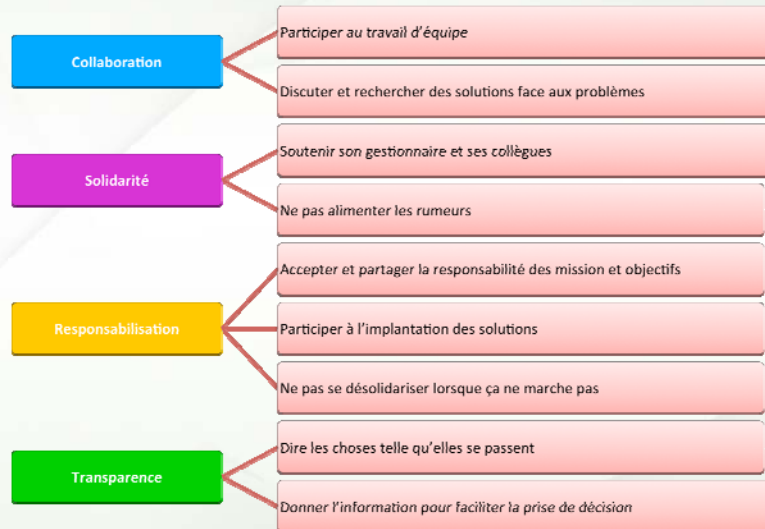 Collaboration
Participer au travail d'équipe
Discuter et rechercher des solutions face aux problèmes
Solidarité
Soutenir son gestionnaire et ses collègues
Ne pas alimenter les rumeurs
Responsabilisation
Accepter et partager la responsabilité des mission et objectifs
Participer à l'implantation des solutions
Ne pas se désolidariser lorsque ça ne marche pas
Transparence
Dire les choses telle qu'elles se passent
Donner l'information pour faciliter la prise de décision